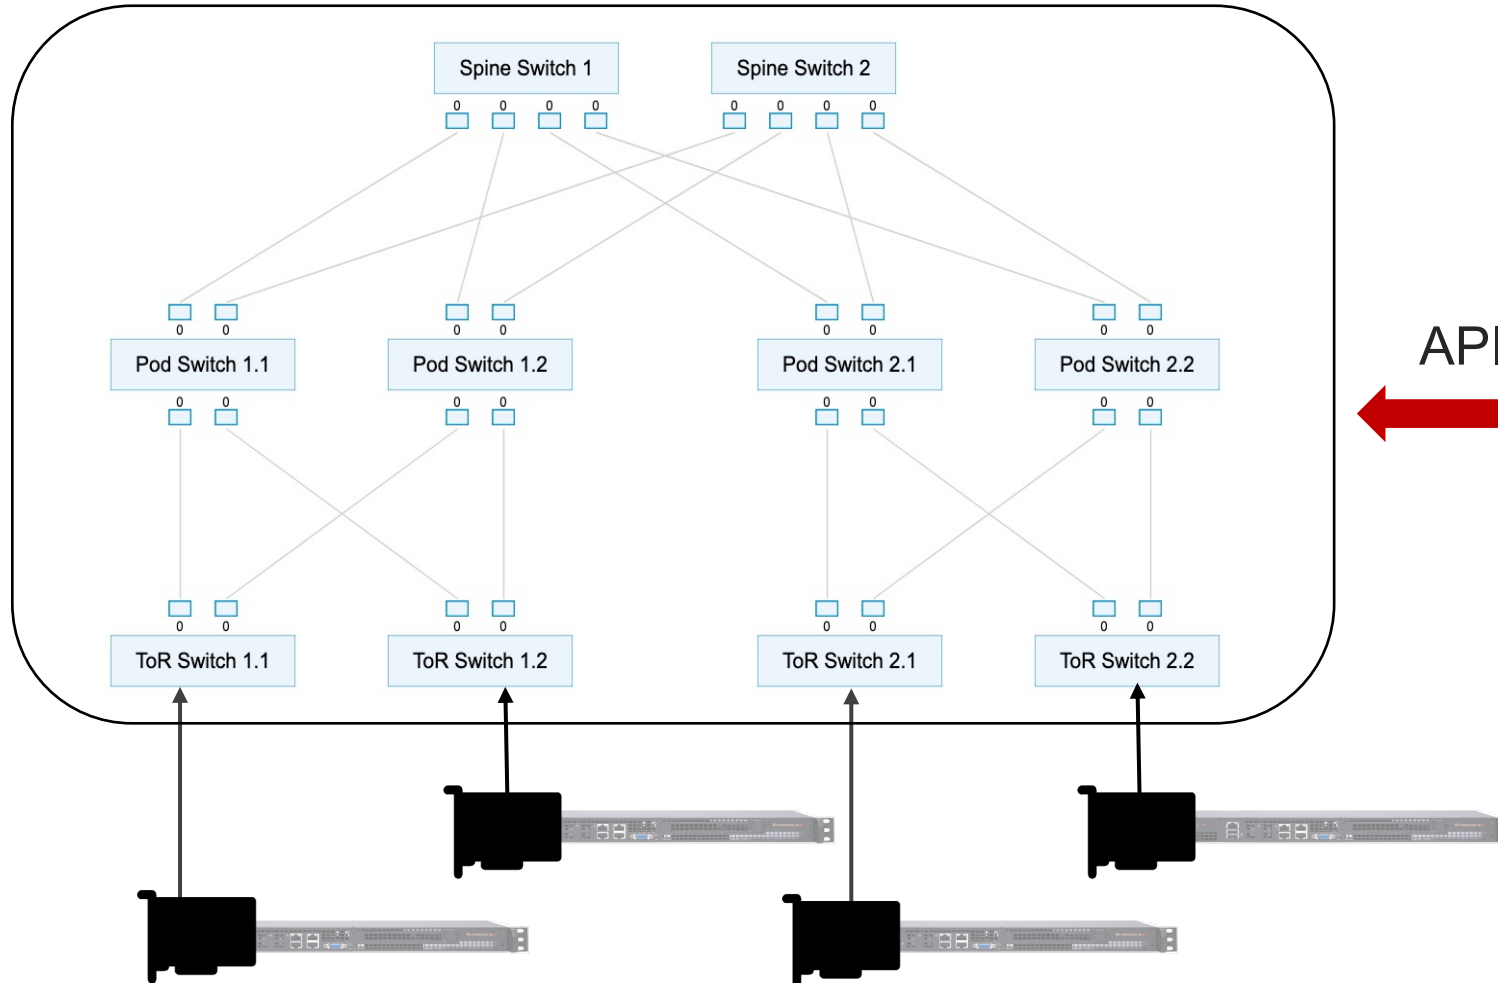 Spine Switch 1 Spine Switch 2
0 0 0 0 0 0 0 0
0 0 0 0 0 0 0 0
Pod Switch 1.1 Pod Switch 1.2 Pod Switch 2.1 Pod Switch 2.2
API
0 0 0 0 0 0 0 0
0 0 0 0 0 0 0 0
ToR Switch 1.1 ToR Switch 1.2 ToR Switch 2.1 ToR Switch 2.2